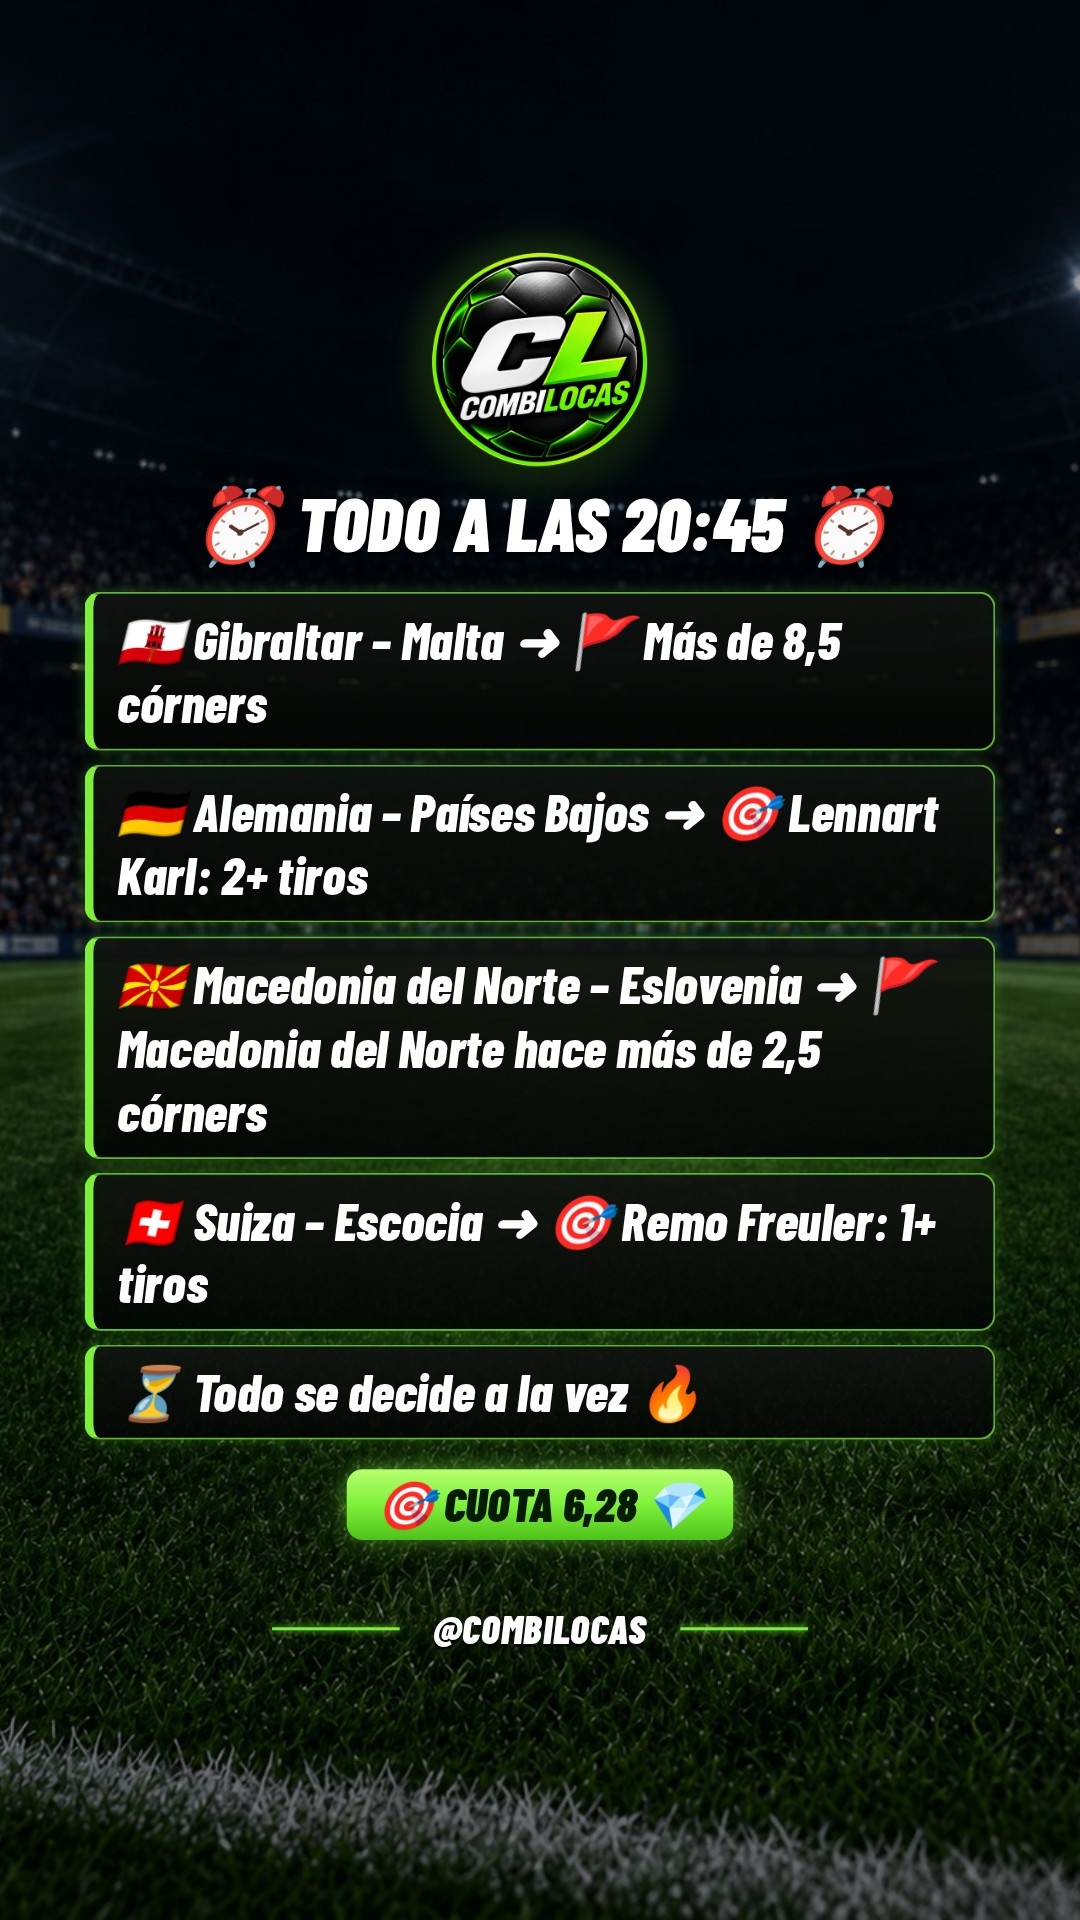 CL
COMBILOCAS
⏰ TODO A LAS 20:45 ⏰
🇬🇮 Gibraltar – Malta ➜ 🚩 Más de 8,5
córners
🇩🇪 Alemania – Países Bajos ➜ 🎯 Lennart
Karl: 2+ tiros
🇲🇰 Macedonia del Norte – Eslovenia ➜ 🚩
Macedonia del Norte hace más de 2,5
córners
🇨🇭 Suiza – Escocia ➜ 🎯 Remo Freuler: 1+
tiros
⏳ Todo se decide a la vez 🔥
🎯 CUOTA 6,28 💎
@COMBILOCAS